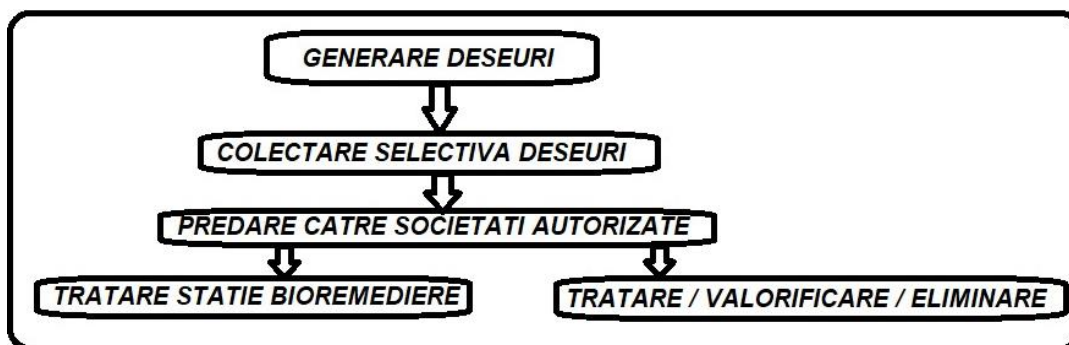 GENERARE DESEURI
COLECTARE SELECTIVA DESEURI
PREDARE CATRE SOCIETATI AUTORIZATE
TRATARE STATIE BIOREMEDIERE
TRATARE / VALORIFICARE / ELIMINARE